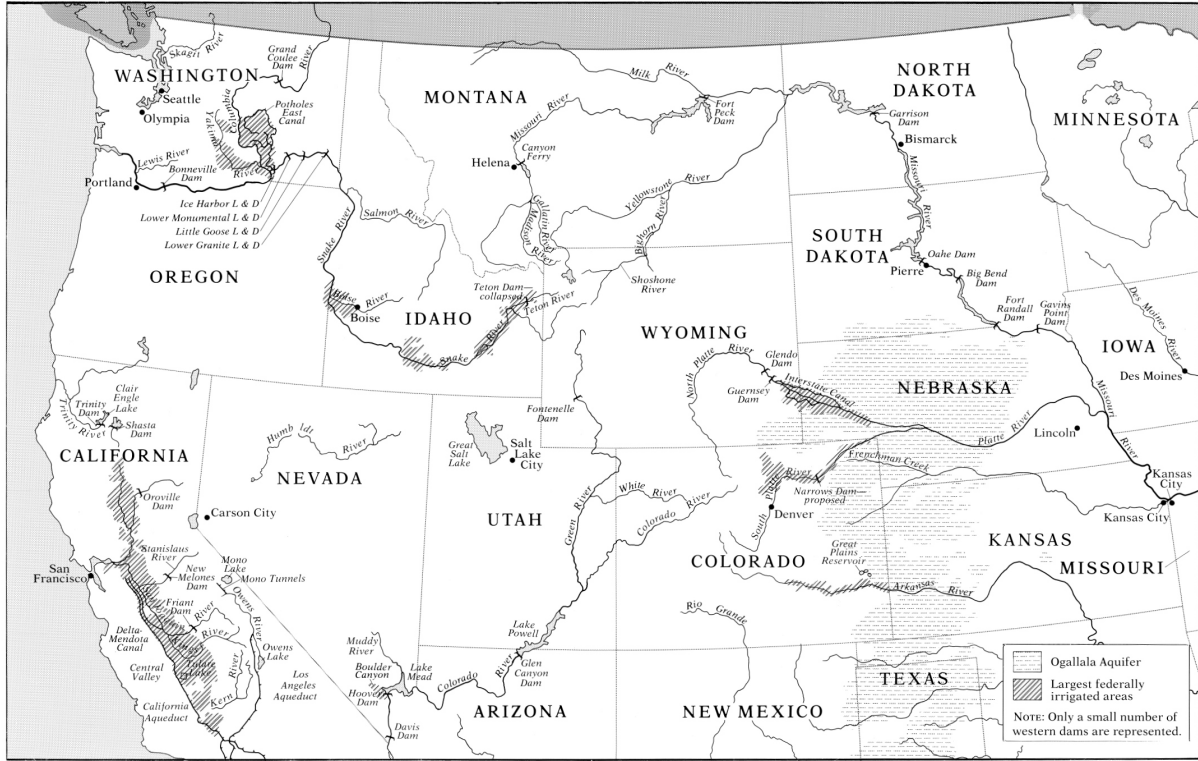 Skagit River
WASHINGTON
Seattle
Olympia
Grand
Coulee
Dam
River
Columbia
Yakima
River
Potholes
East
Canal
Lewis River
Bonneville
Dam
Portland
Ice Harbor L & D
Lower Monumental L & D
Little Goose L & D
Lower Granite L & D
OREGON
MONTANA
Milk River
Missouri River
Fort
Peck
Dam
Canyon
Ferry
Helena
Gallatin River
Madison River
Yellowstone River
Bighorn River
Shoshone
River
NORTH
DAKOTA
Garrison
Dam
Bismarck
Missouri River
MINNESOTA
SOUTH
DAKOTA
Oahe Dam
Pierre
Big Bend
Dam
Fort
Randall
Dam
Gavins
Point
Dam
Salmon River
Snake River
Boise River
Boise
IDAHO
Teton Dam—
collapsed
Teton River
Snake
WYOMING
North Platte River
Glendo
Dam
Guernsey
Dam
Interstate Canal
NEBRASKA
Loup
Platte River
Lincoln
IOWA
Des Moines River
Des Moines
Missouri River
Clair
Engle
Lake
Trinity
Dam
Trinity
Shasta
Dam
CALIFORNIA
NEVADA
River
Oroville
Dam
Carson City
Great
Salt
Lake
Salt
Lake
City
Fontenelle
Dam
UTAH
Green River
White River
Frenchman Creek
South Platte River
Narrows Dam—
proposed
Denver
COLORADO
Great
Plains
Reservoir
Arkansas River
KANSAS
Kansas
City
Kansas City
MISSOURI
San
Francisco
Stanislaus
River
New
Melones
Dam
Mono
Lake
Mono Tunnels
Friant
Dam
Delta-
Mendota
Canal
Central
Valley
Owens
Lake
Los
Angeles
Aqueduct
California
Aqueduct
Muddy
River
Boulder
Canyon
Hoover
Dam
Lake
Mead
Davis
Dam
Colorado River
Lake
Powell
Glen
Canyon
Dam
ARIZONA
Rio Grande
NEW MEXICO
TEXAS
Ogallala Aquifer
Largest federally
irrigated areas
NOTE: Only a small number of
western dams are represented